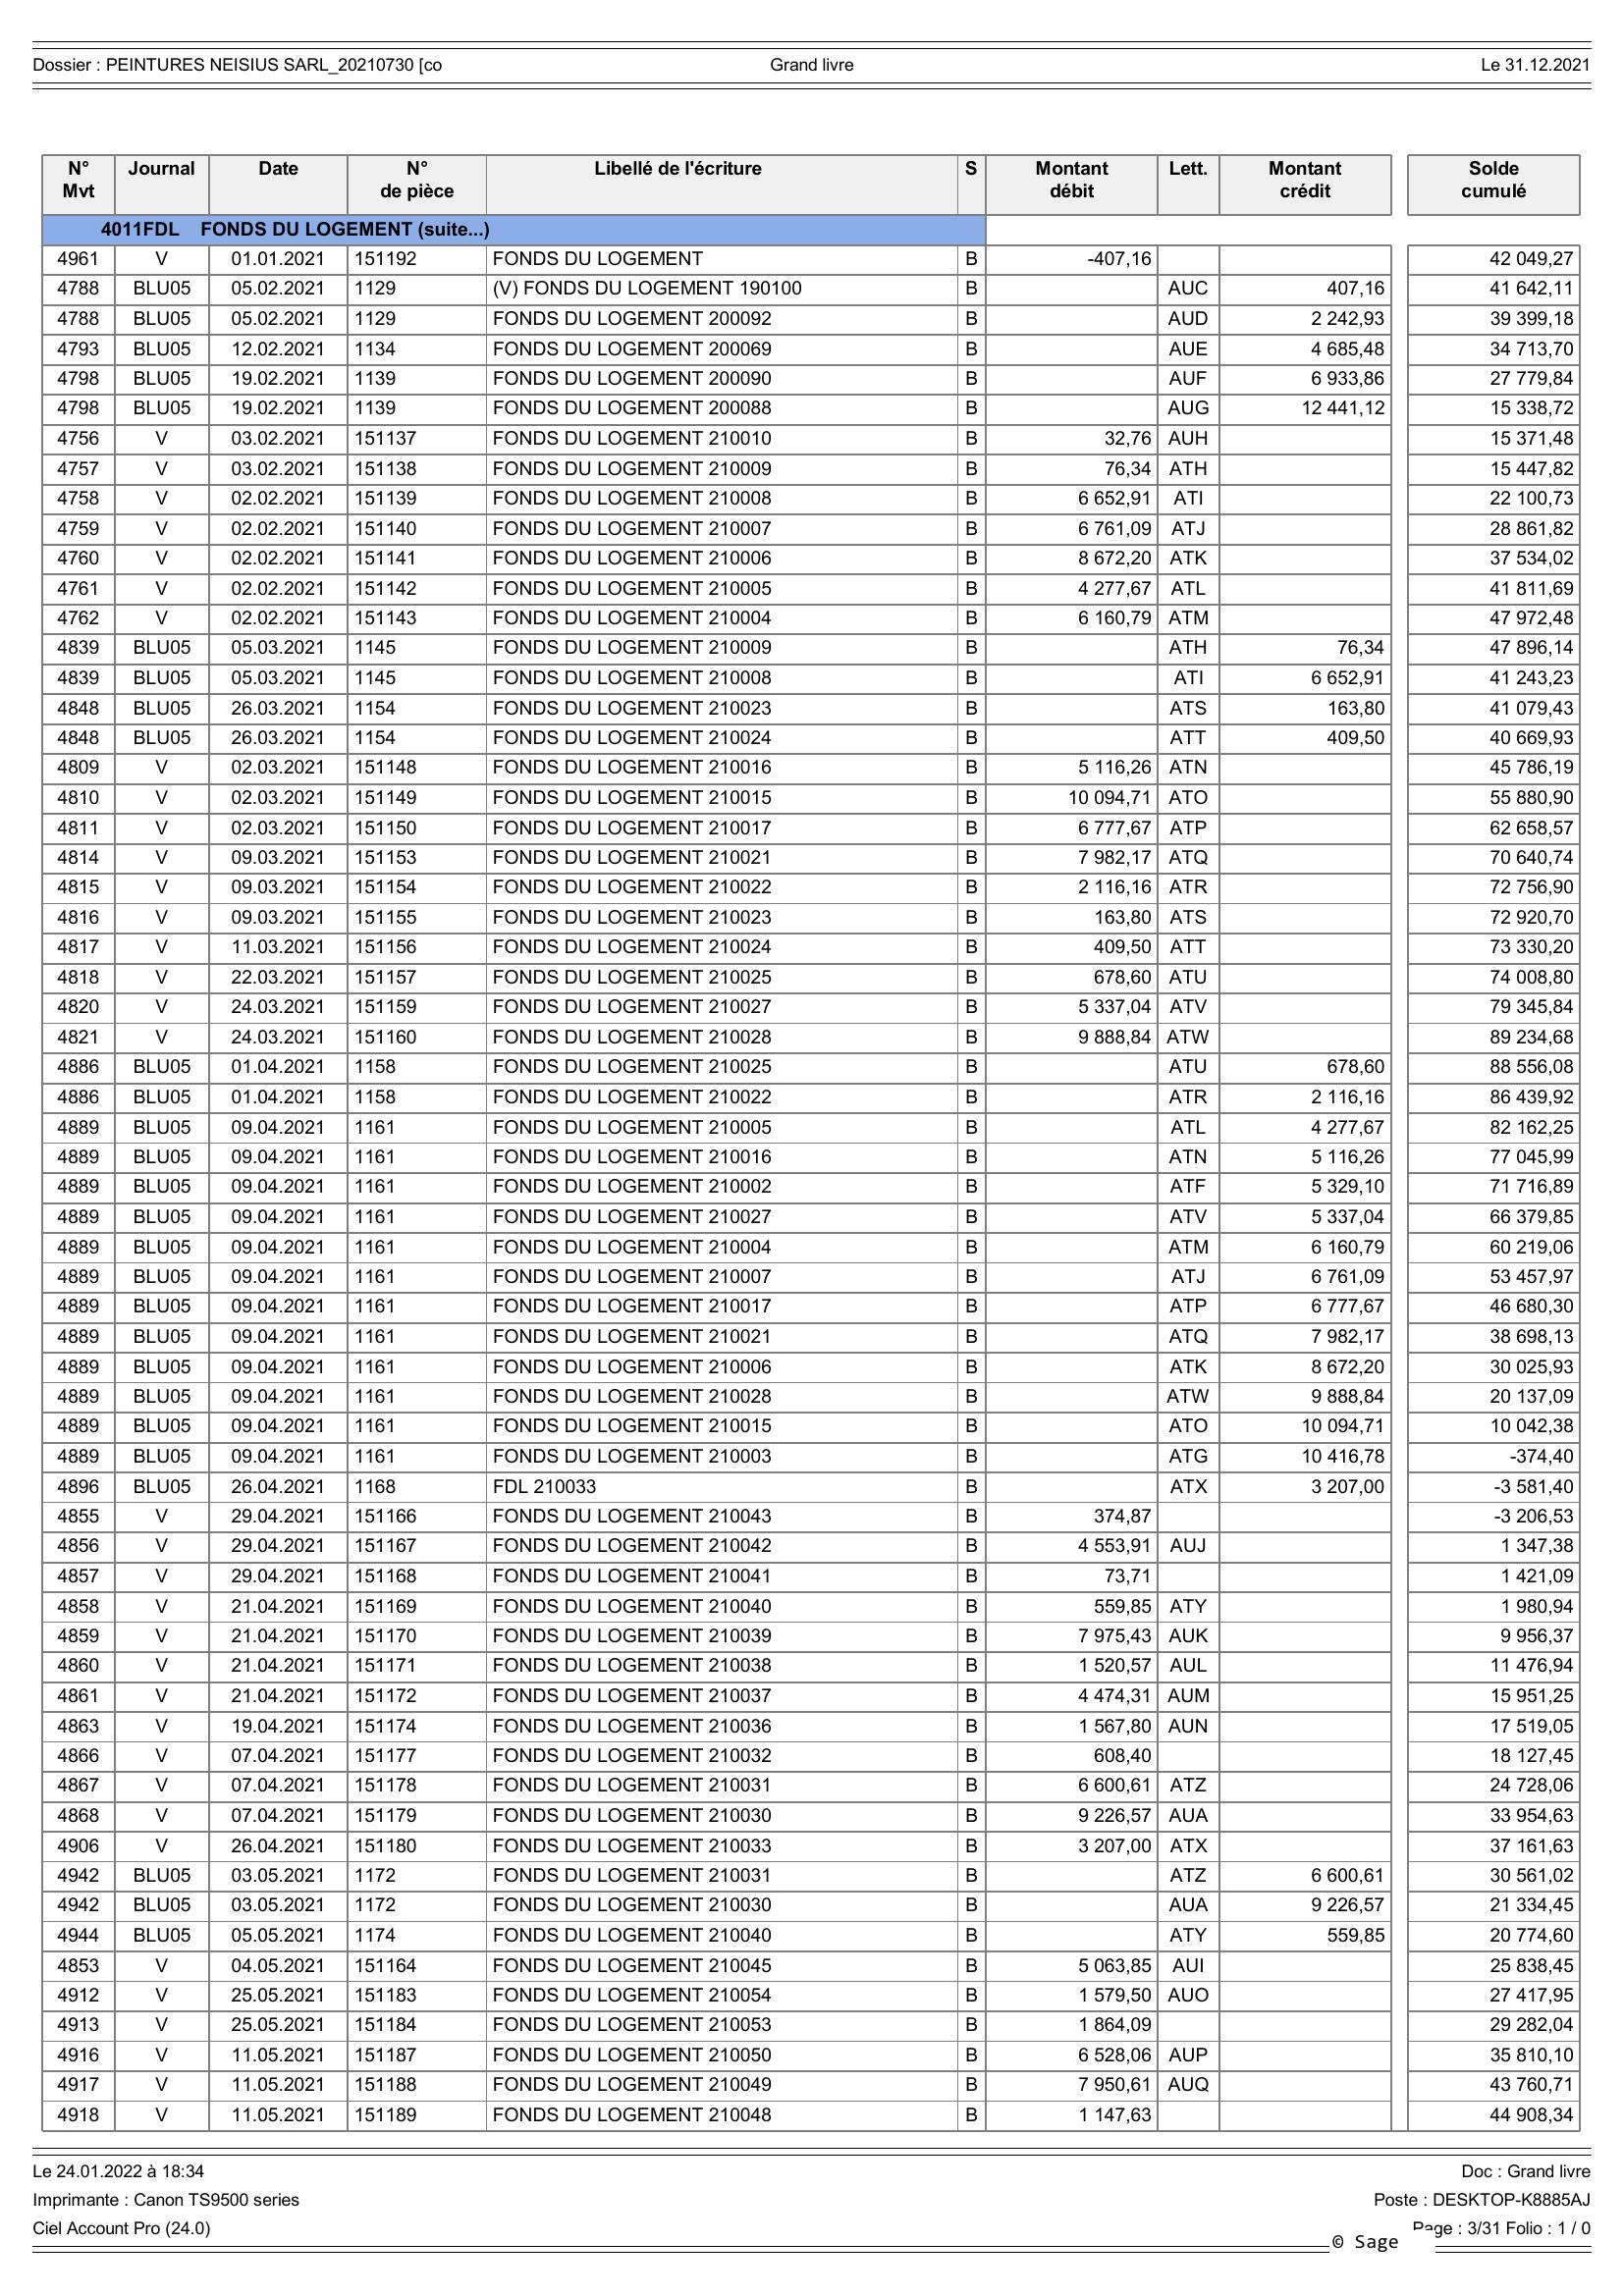 Dossier : PEINTURES NEISIUS SARL_20210730 [co Grand livre Le 31.12.2021
N° Mvt Journal Date N° de pièce Libellé de l'écriture S Montant débit Lett. Montant crédit Solde cumulé
4011FDL FONDS DU LOGEMENT (suite...)
4961 V 01.01.2021 151192 FONDS DU LOGEMENT B -407,16 42 049,27
4788 BLU05 05.02.2021 1129 (V) FONDS DU LOGEMENT 190100 B AUC 407,16 41 642,11
4788 BLU05 05.02.2021 1129 FONDS DU LOGEMENT 200092 B AUD 2 242,93 39 399,18
4793 BLU05 12.02.2021 1134 FONDS DU LOGEMENT 200069 B AUE 4 685,48 34 713,70
4798 BLU05 19.02.2021 1139 FONDS DU LOGEMENT 200090 B AUF 6 933,86 27 779,84
4798 BLU05 19.02.2021 1139 FONDS DU LOGEMENT 200088 B AUG 12 441,12 15 338,72
4756 V 03.02.2021 151137 FONDS DU LOGEMENT 210010 B 32,76 AUH 15 371,48
4757 V 03.02.2021 151138 FONDS DU LOGEMENT 210009 B 76,34 ATH 15 447,82
4758 V 02.02.2021 151139 FONDS DU LOGEMENT 210008 B 6 652,91 ATI 22 100,73
4759 V 02.02.2021 151140 FONDS DU LOGEMENT 210007 B 6 761,09 ATJ 28 861,82
4760 V 02.02.2021 151141 FONDS DU LOGEMENT 210006 B 8 672,20 ATK 37 534,02
4761 V 02.02.2021 151142 FONDS DU LOGEMENT 210005 B 4 277,67 ATL 41 811,69
4762 V 02.02.2021 151143 FONDS DU LOGEMENT 210004 B 6 160,79 ATM 47 972,48
4839 BLU05 05.03.2021 1145 FONDS DU LOGEMENT 210009 B ATH 76,34 47 896,14
4839 BLU05 05.03.2021 1145 FONDS DU LOGEMENT 210008 B ATI 6 652,91 41 243,23
4848 BLU05 26.03.2021 1154 FONDS DU LOGEMENT 210023 B ATS 163,80 41 079,43
4848 BLU05 26.03.2021 1154 FONDS DU LOGEMENT 210024 B ATT 409,50 40 669,93
4809 V 02.03.2021 151148 FONDS DU LOGEMENT 210016 B 5 116,26 ATN 45 786,19
4810 V 02.03.2021 151149 FONDS DU LOGEMENT 210015 B 10 094,71 ATO 55 880,90
4811 V 02.03.2021 151150 FONDS DU LOGEMENT 210017 B 6 777,67 ATP 62 658,57
4814 V 09.03.2021 151153 FONDS DU LOGEMENT 210021 B 7 982,17 ATQ 70 640,74
4815 V 09.03.2021 151154 FONDS DU LOGEMENT 210022 B 2 116,16 ATR 72 756,90
4816 V 09.03.2021 151155 FONDS DU LOGEMENT 210023 B 163,80 ATS 72 920,70
4817 V 11.03.2021 151156 FONDS DU LOGEMENT 210024 B 409,50 ATT 73 330,20
4818 V 22.03.2021 151157 FONDS DU LOGEMENT 210025 B 678,60 ATU 74 008,80
4820 V 24.03.2021 151159 FONDS DU LOGEMENT 210027 B 5 337,04 ATV 79 345,84
4821 V 24.03.2021 151160 FONDS DU LOGEMENT 210028 B 9 888,84 ATW 89 234,68
4886 BLU05 01.04.2021 1158 FONDS DU LOGEMENT 210025 B ATU 678,60 88 556,08
4886 BLU05 01.04.2021 1158 FONDS DU LOGEMENT 210022 B ATR 2 116,16 86 439,92
4889 BLU05 09.04.2021 1161 FONDS DU LOGEMENT 210005 B ATL 4 277,67 82 162,25
4889 BLU05 09.04.2021 1161 FONDS DU LOGEMENT 210016 B ATN 5 116,26 77 045,99
4889 BLU05 09.04.2021 1161 FONDS DU LOGEMENT 210002 B ATF 5 329,10 71 716,89
4889 BLU05 09.04.2021 1161 FONDS DU LOGEMENT 210027 B ATV 5 337,04 66 379,85
4889 BLU05 09.04.2021 1161 FONDS DU LOGEMENT 210004 B ATM 6 160,79 60 219,06
4889 BLU05 09.04.2021 1161 FONDS DU LOGEMENT 210007 B ATJ 6 761,09 53 457,97
4889 BLU05 09.04.2021 1161 FONDS DU LOGEMENT 210017 B ATP 6 777,67 46 680,30
4889 BLU05 09.04.2021 1161 FONDS DU LOGEMENT 210021 B ATQ 7 982,17 38 698,13
4889 BLU05 09.04.2021 1161 FONDS DU LOGEMENT 210006 B ATK 8 672,20 30 025,93
4889 BLU05 09.04.2021 1161 FONDS DU LOGEMENT 210028 B ATW 9 888,84 20 137,09
4889 BLU05 09.04.2021 1161 FONDS DU LOGEMENT 210015 B ATO 10 094,71 10 042,38
4889 BLU05 09.04.2021 1161 FONDS DU LOGEMENT 210003 B ATG 10 416,78 -374,40
4896 BLU05 26.04.2021 1168 FDL 210033 B ATX 3 207,00 -3 581,40
4855 V 29.04.2021 151166 FONDS DU LOGEMENT 210043 B 374,87 -3 206,53
4856 V 29.04.2021 151167 FONDS DU LOGEMENT 210042 B 4 553,91 AUJ 1 347,38
4857 V 29.04.2021 151168 FONDS DU LOGEMENT 210041 B 73,71 1 421,09
4858 V 21.04.2021 151169 FONDS DU LOGEMENT 210040 B 559,85 ATY 1 980,94
4859 V 21.04.2021 151170 FONDS DU LOGEMENT 210039 B 7 975,43 AUK 9 956,37
4860 V 21.04.2021 151171 FONDS DU LOGEMENT 210038 B 1 520,57 AUL 11 476,94
4861 V 21.04.2021 151172 FONDS DU LOGEMENT 210037 B 4 474,31 AUM 15 951,25
4863 V 19.04.2021 151174 FONDS DU LOGEMENT 210036 B 1 567,80 AUN 17 519,05
4866 V 07.04.2021 151177 FONDS DU LOGEMENT 210032 B 608,40 18 127,45
4867 V 07.04.2021 151178 FONDS DU LOGEMENT 210031 B 6 600,61 ATZ 24 728,06
4868 V 07.04.2021 151179 FONDS DU LOGEMENT 210030 B 9 226,57 AUA 33 954,63
4906 V 26.04.2021 151180 FONDS DU LOGEMENT 210033 B 3 207,00 ATX 37 161,63
4942 BLU05 03.05.2021 1172 FONDS DU LOGEMENT 210031 B ATZ 6 600,61 30 561,02
4942 BLU05 03.05.2021 1172 FONDS DU LOGEMENT 210030 B AUA 9 226,57 21 334,45
4944 BLU05 05.05.2021 1174 FONDS DU LOGEMENT 210040 B ATY 559,85 20 774,60
4853 V 04.05.2021 151164 FONDS DU LOGEMENT 210045 B 5 063,85 AUI 25 838,45
4912 V 25.05.2021 151183 FONDS DU LOGEMENT 210054 B 1 579,50 AUO 27 417,95
4913 V 25.05.2021 151184 FONDS DU LOGEMENT 210053 B 1 864,09 29 282,04
4916 V 11.05.2021 151187 FONDS DU LOGEMENT 210050 B 6 528,06 AUP 35 810,10
4917 V 11.05.2021 151188 FONDS DU LOGEMENT 210049 B 7 950,61 AUQ 43 760,71
4918 V 11.05.2021 151189 FONDS DU LOGEMENT 210048 B 1 147,63 44 908,34
Le 24.01.2022 à 18:34 Doc : Grand livre
Imprimante : Canon TS9500 series Poste : DESKTOP-K8885AJ
Ciel Account Pro (24.0) Page : 3/31 Folio : 1 / 0
© Sage